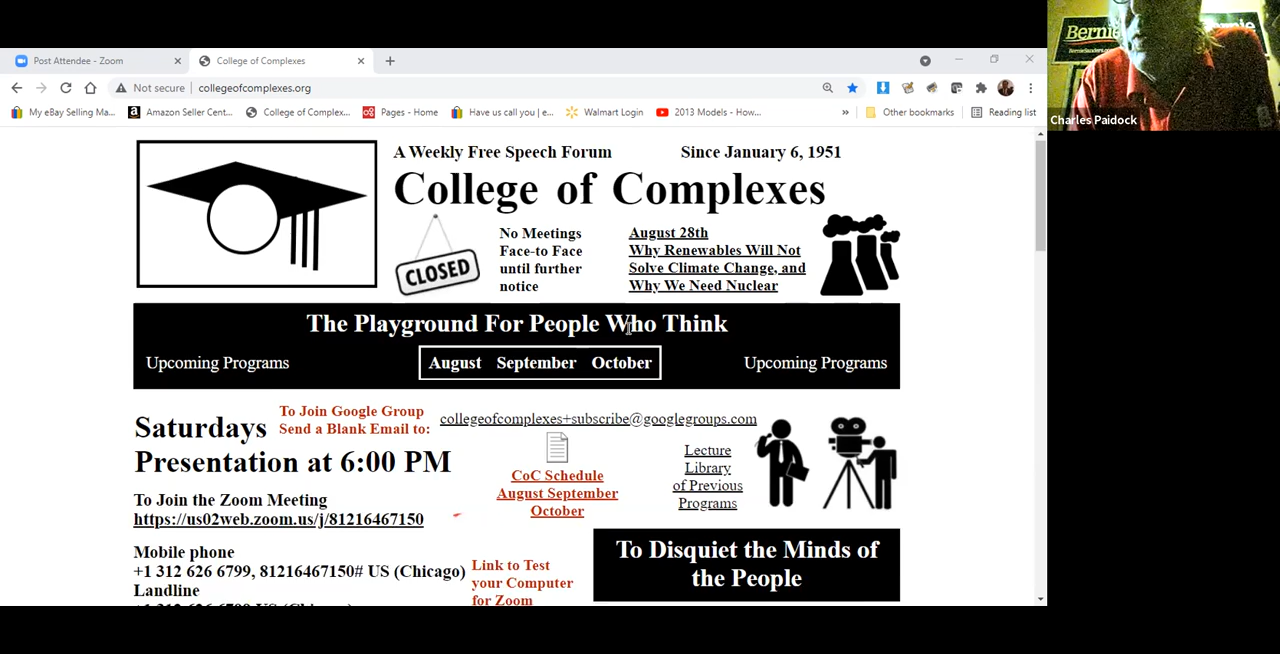 Bernie
BernieSanders.com
Charles Paidock
Post Attendee - Zoom
College of Complexes
Not secure
collegeofcomplexes.org
My eBay Selling Ma...
Amazon Seller Cent...
College of Complex...
Pages - Home
Have us call you | e...
Walmart Login
2013 Models - How...
»
Other bookmarks
Reading list
A Weekly Free Speech Forum
Since January 6, 1951
College of Complexes
CLOSED
No Meetings
Face-to Face
until further
notice
August 28th
Why Renewables Will Not
Solve Climate Change, and
Why We Need Nuclear
The Playground For People Who Think
Upcoming Programs
August September October
Upcoming Programs
Saturdays
Presentation at 6:00 PM
To Join Google Group
Send a Blank Email to:
collegeofcomplexes+subscribe@googlegroups.com
CoC Schedule
August September
October
Lecture
Library
of Previous
Programs
To Join the Zoom Meeting
https://us02web.zoom.us/j/81216467150
Mobile phone
+1 312 626 6799, 81216467150# US (Chicago)
Landline
Link to Test
your Computer
for Zoom
To Disquiet the Minds of
the People